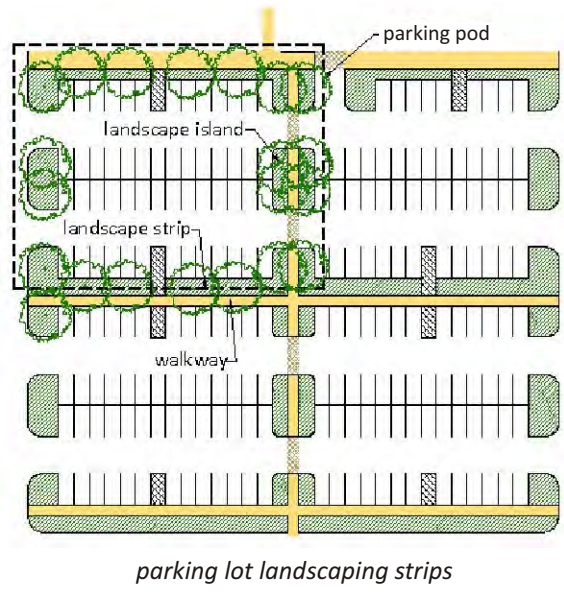 parking pod
landscape island
landscape strip
walkway
parking lot landscaping strips